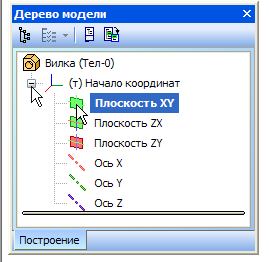 Дерево модели
Вилка (Тел-0)
(т) Начало координат
Плоскость XY
Плоскость ZX
Плоскость ZY
Ось X
Ось Y
Ось Z
Построение